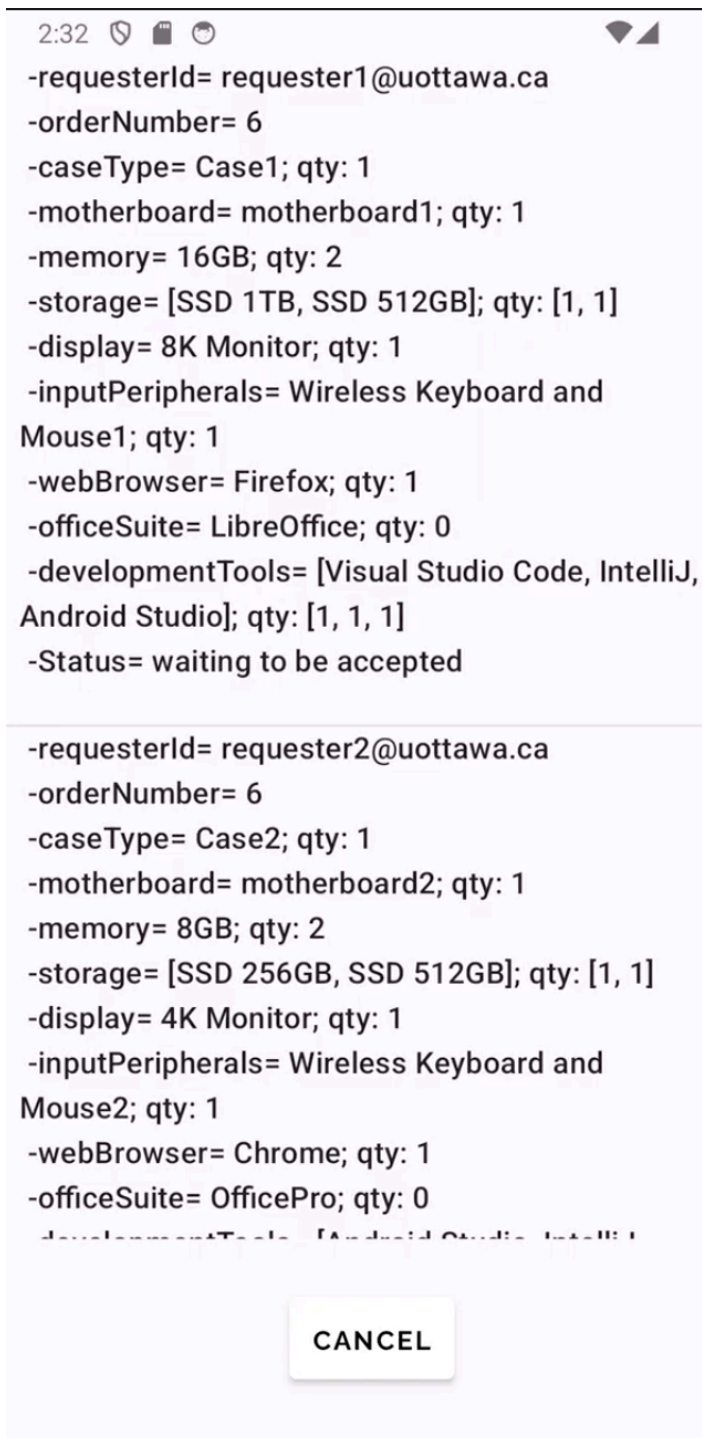 2:32
-requesterId= requester1@uottawa.ca
-orderNumber= 6
-caseType= Case1; qty: 1
-motherboard= motherboard1; qty: 1
-memory= 16GB; qty: 2
-storage= [SSD 1TB, SSD 512GB]; qty: [1, 1]
-display= 8K Monitor; qty: 1
-inputPeripherals= Wireless Keyboard and
Mouse1; qty: 1
-webBrowser= Firefox; qty: 1
-officeSuite= LibreOffice; qty: 0
-developmentTools= [Visual Studio Code, IntelliJ,
Android Studio]; qty: [1, 1, 1]
-Status= waiting to be accepted
-requesterId= requester2@uottawa.ca
-orderNumber= 6
-caseType= Case2; qty: 1
-motherboard= motherboard2; qty: 1
-memory= 8GB; qty: 2
-storage= [SSD 256GB, SSD 512GB]; qty: [1, 1]
-display= 4K Monitor; qty: 1
-inputPeripherals= Wireless Keyboard and
Mouse2; qty: 1
-webBrowser= Chrome; qty: 1
-officeSuite= OfficePro; qty: 0
CANCEL